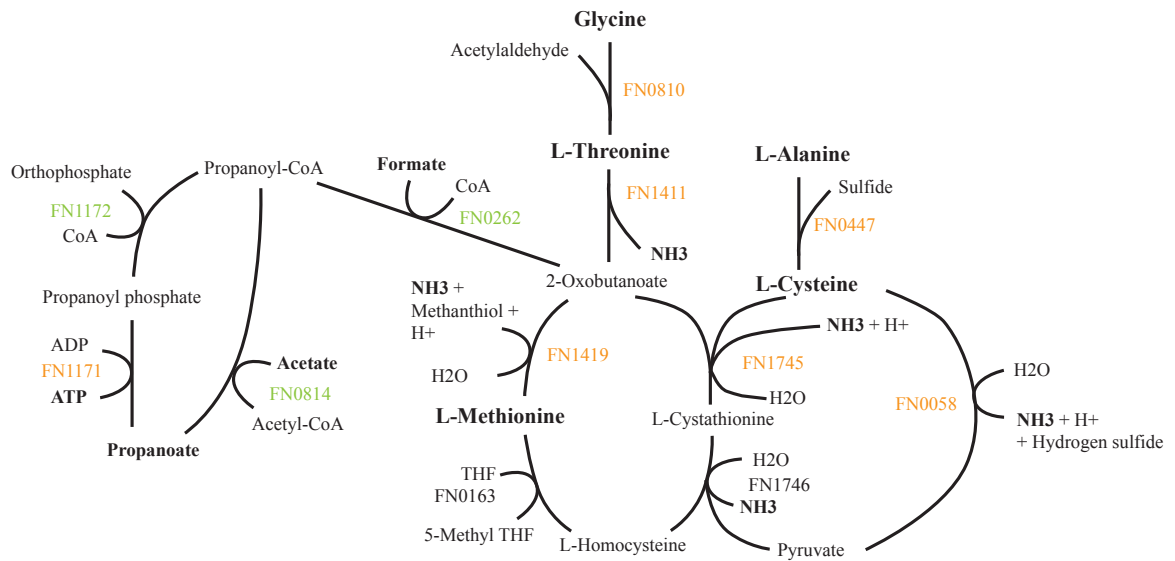 Glycine
Acetylaldehyde
FN0810
L-Threonine
L-Alanine
Formate
Propanoyl-CoA
Orthophosphate
CoA
Sulfide
FN1411
FN1172
FN0262
FN0447
CoA
NH3
2-Oxobutanoate
L-Cysteine
Propanoyl phosphate
NH3 +
Methanthiol +
H+
NH3 + H+
ADP
FN1171
ATP
Acetate
FN0814
Acetyl-CoA
FN1419
H2O
FN1745
H2O
FN0058
H2O
NH3 + H+
+ Hydrogen sulfide
L-Methionine
L-Cystathionine
Propanoate
THF
FN0163
5-Methyl THF
H2O
FN1746
NH3
L-Homocysteine
Pyruvate